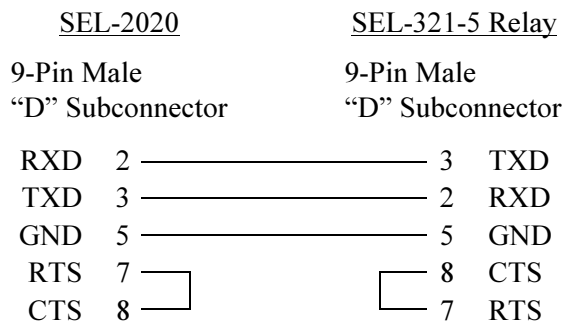 SEL-2020 SEL-321-5 Relay
9-Pin Male 9-Pin Male
“D” Subconnector “D” Subconnector
RXD 2 3 TXD
TXD 3 2 RXD
GND 5 5 GND
RTS 7 8 CTS
CTS 8 7 RTS